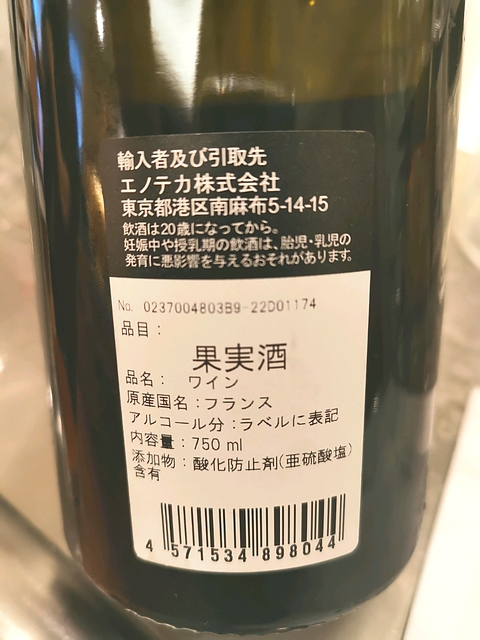 輸入者及び引取先
エノテカ株式会社
東京都港区南麻布5-14-15
飲酒は20歳になってから。
妊娠中や授乳期の飲酒は、胎児・乳児の
発育に悪影響を与えるおそれがあります。
No. 0237004803B9-22D01174
品目：
果実酒
品名： ワイン
原産国名：フランス
アルコール分：ラベルに表記
内容量：750 ml
添加物：酸化防止剤(亜硫酸塩)
含有
4 571534 898044